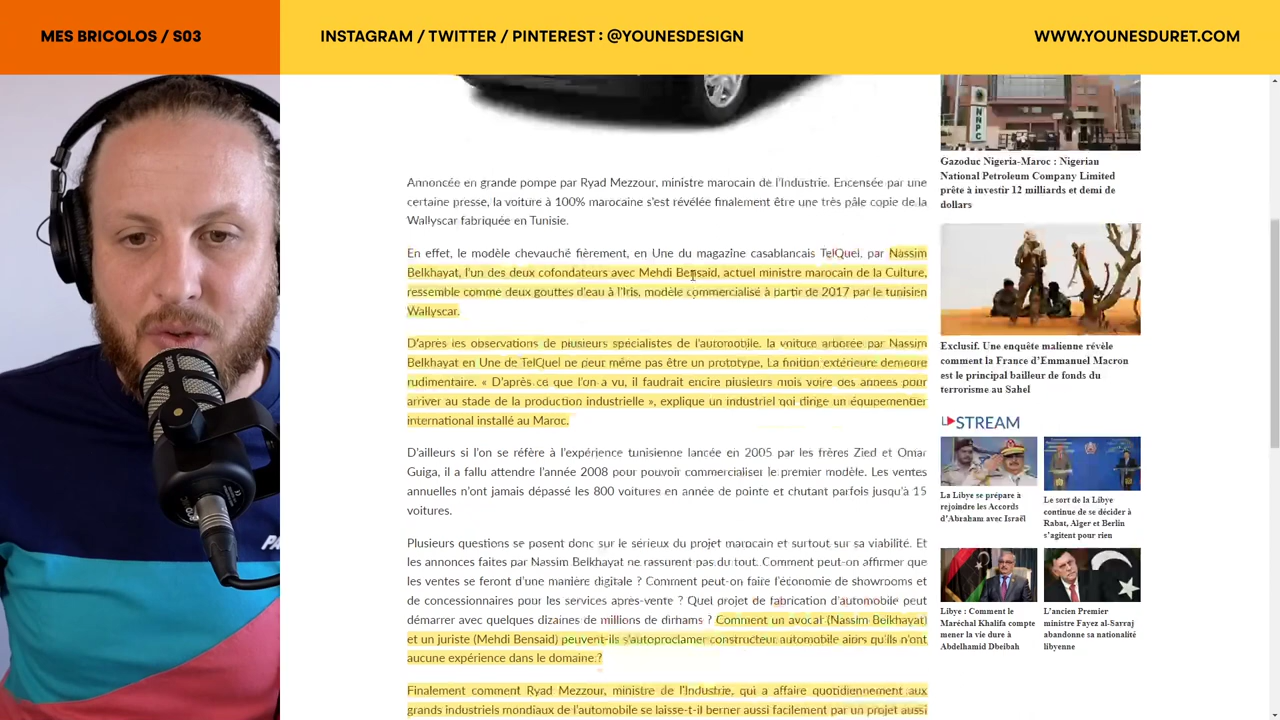 MES BRICOLOS / S03
INSTAGRAM / TWITTER / PINTEREST : @YOUNESDESIGN
WWW.YOUNESDURET.COM
NNPC
Annoncée en grande pompe par Ryad Mezzour, ministre marocain de l'Industrie. Encensée par une
certaine presse, la voiture à 100% marocaine s'est révélée finalement être une très pâle copie de la
Wallyscar fabriquée en Tunisie.
En effet, le modèle chevauché fièrement, en Une du magazine casablancais TelQuel. par Nassim
Belkhayat, l'un des deux cofondateurs avec Mehdi Bensaid, actuel ministre marocain de la Culture,
ressemble comme deux gouttes d'eau à l'Iris, modèle commercialisé à partir de 2017 par le tunisien
Wallyscar.
D'après les observations de plusieurs spécialistes de l'automobile. la voiture arborée par Nassim
Belkhayat en Une de TelQuel ne peut même pas être un prototype, La finition extérieure demeure
rudimentaire. « D'après ce que l'on a vu, il faudrait encire plusieurs mois voire des années pour
arriver au stade de la production industrielle », explique un industriel qui dirige un équipementier
international installé au Maroc.
D'ailleurs si l'on se réfère à l'expérience tunisienne lancée en 2005 par les frères Zied et Omar
Guiga, il a fallu attendre l'année 2008 pour pouvoir commercialiser le premier modèle. Les ventes
annuelles n'ont jamais dépassé les 800 voitures en année de pointe et chutant parfois jusqu'à 15
voitures.
Plusieurs questions se posent donc sur le sérieux du projet marocain et surtout sur sa viabilité. Et
les annonces faites par Nassim Belkhayat ne rassurent pas du tout. Comment peut-on affirmer que
les ventes se feront d'une manière digitale ? Comment peut-on faire l'économie de showrooms et
de concessionnaires pour les services après-vente ? Quel projet de fabrication d'automobile peut
démarrer avec quelques dizaines de millions de dirhams ? Comment un avocat (Nassim Belkhayat)
et un juriste (Mehdi Bensaid) peuvent-ils s'autoproclamer constructeur automobile alors qu'ils n'ont
aucune expérience dans le domaine ?
Finalement comment Ryad Mezzour, ministre de l'Industrie, qui a affaire quotidiennement aux
grands industriels mondiaux de l'automobile se laisse-t-il berner aussi facilement par un projet aussi
Gazoduc Nigeria-Maroc : Nigerian
National Petroleum Company Limited
prête à investir 12 milliards et demi de
dollars
Exclusif. Une enquête malienne révèle
comment la France d'Emmanuel Macron
est le principal bailleur de fonds du
terrorisme au Sahel
STREAM
La Libye se prépare à
rejoindre les Accords
d'Abraham avec Israël
Le sort de la Libye
continue de se décider à
Rabat, Alger et Berlin
s'agitent pour rien
Libye : Comment le
Maréchal Khalifa compte
mener la vie dure à
Abdelhamid Dbeibah
L'ancien Premier
ministre Fayez al-Sarraj
abandonne sa nationalité
libyenne